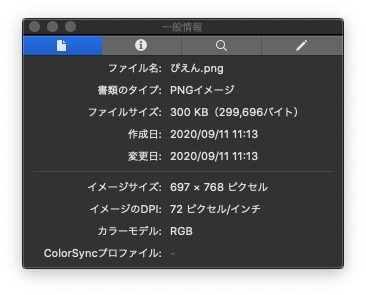 一般情報
ファイル名: ぴえん.png
書類のタイプ: PNGイメージ
ファイルサイズ: 300 KB（299,696バイト）
作成日: 2020/09/11 11:13
変更日: 2020/09/11 11:13
イメージサイズ: 697 × 768 ピクセル
イメージのDPI: 72 ピクセル/インチ
カラーモデル: RGB
ColorSyncプロファイル: -